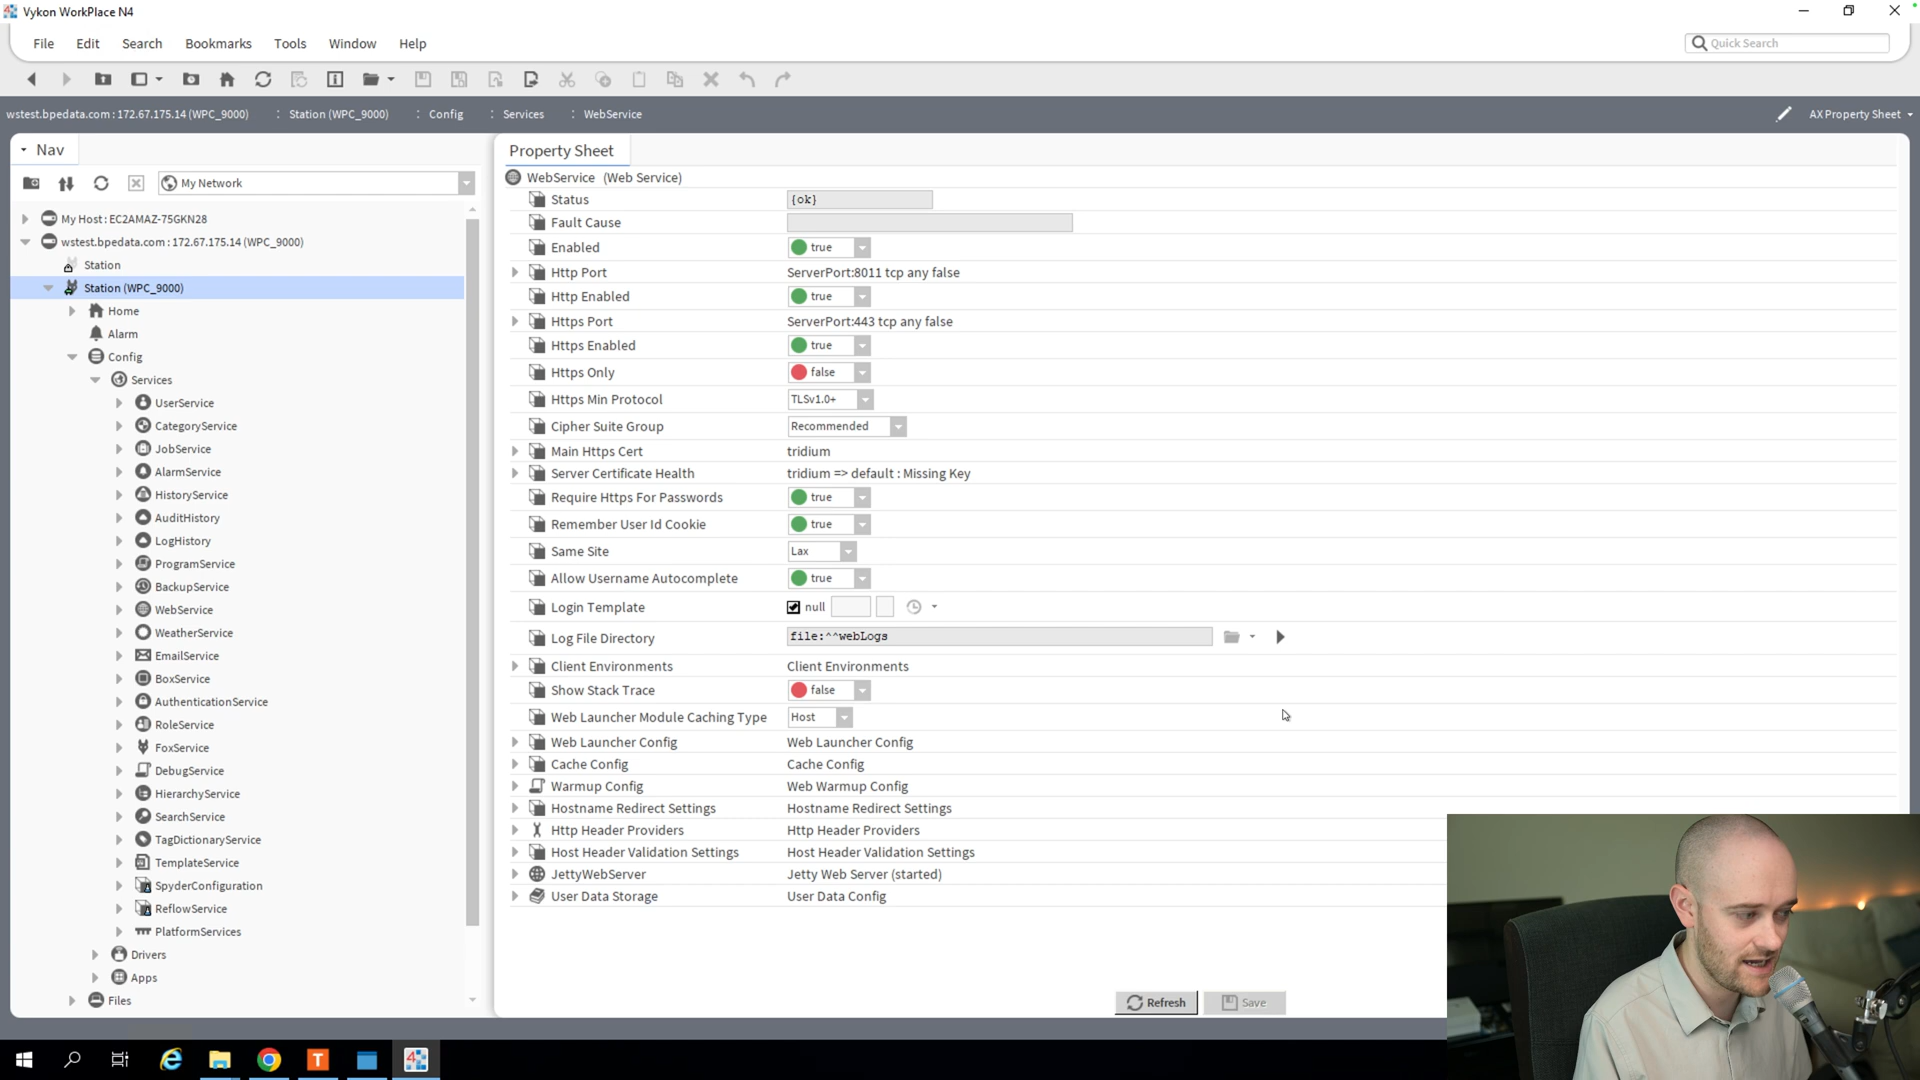 Vykon WorkPlace N4
File Edit Search Bookmarks Tools Window Help
Quick Search
wstest.bpedata.com : 172.67.175.14 (WPC_9000) : Station (WPC_9000) : Config : Services : WebService
AX Property Sheet
Nav
My Network
My Host : EC2AMAZ-75GKN28
wstest.bpedata.com : 172.67.175.14 (WPC_9000)
Station
Station (WPC_9000)
Home
Alarm
Config
Services
UserService
CategoryService
JobService
AlarmService
HistoryService
AuditHistory
LogHistory
ProgramService
BackupService
WebService
WeatherService
EmailService
BoxService
AuthenticationService
RoleService
FoxService
DebugService
HierarchyService
SearchService
TagDictionaryService
TemplateService
SpyderConfiguration
ReflowService
PlatformServices
Drivers
Apps
Files
Property Sheet
WebService (Web Service)
Status {ok}
Fault Cause
Enabled true
Http Port ServerPort:8011 tcp any false
Http Enabled true
Https Port ServerPort:443 tcp any false
Https Enabled true
Https Only false
Https Min Protocol TLSv1.0+
Cipher Suite Group Recommended
Main Https Cert tridium
Server Certificate Health tridium => default : Missing Key
Require Https For Passwords true
Remember User Id Cookie true
Same Site Lax
Allow Username Autocomplete true
Login Template null
Log File Directory file:^^webLogs
Client Environments Client Environments
Show Stack Trace false
Web Launcher Module Caching Type Host
Web Launcher Config Web Launcher Config
Cache Config Cache Config
Warmup Config Web Warmup Config
Hostname Redirect Settings Hostname Redirect Settings
Http Header Providers Http Header Providers
Host Header Validation Settings Host Header Validation Settings
JettyWebServer Jetty Web Server (started)
User Data Storage User Data Config
Refresh Save